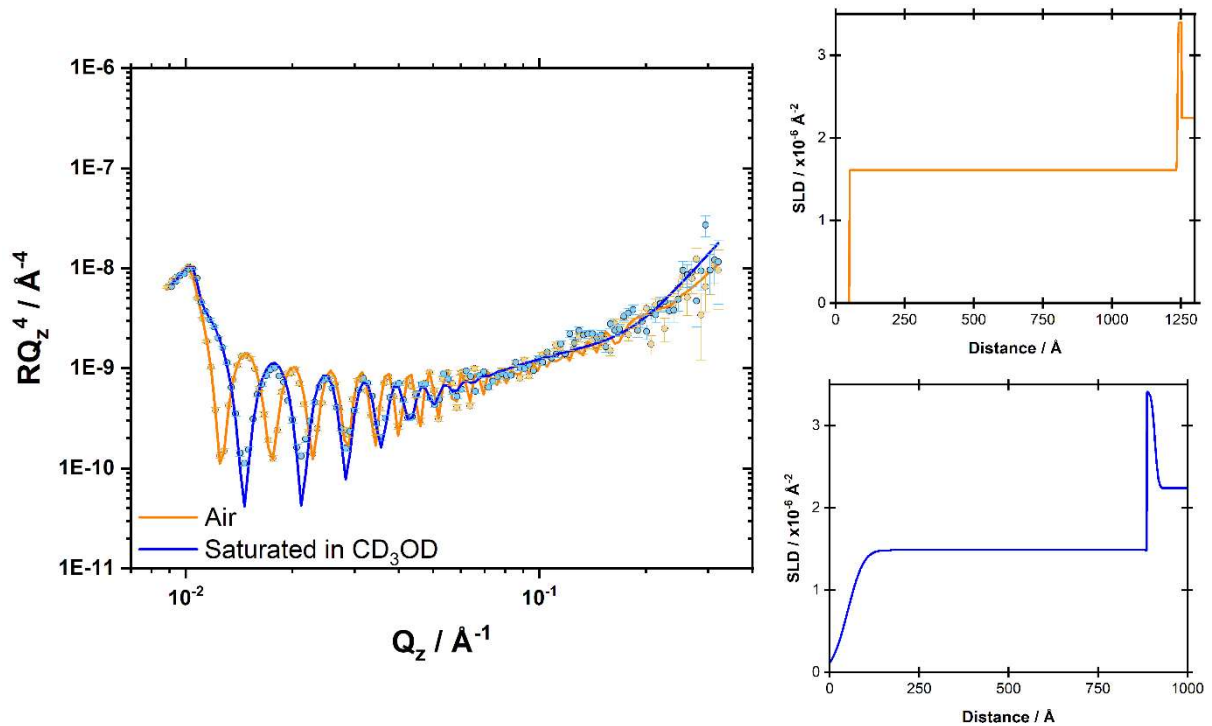 1E-6
1E-7
1E-8
1E-9
1E-10
1E-11
RQz⁴ / Å⁻⁴
Air
Saturated in CD₃OD
10⁻²
10⁻¹
Qz / Å⁻¹
3
2
1
0
SLD / x10⁻⁶ Å⁻²
0 250 500 750 1000 1250
Distance / Å
3
2
1
0
SLD / x10⁻⁶ Å⁻²
0 250 500 750 1000
Distance / Å